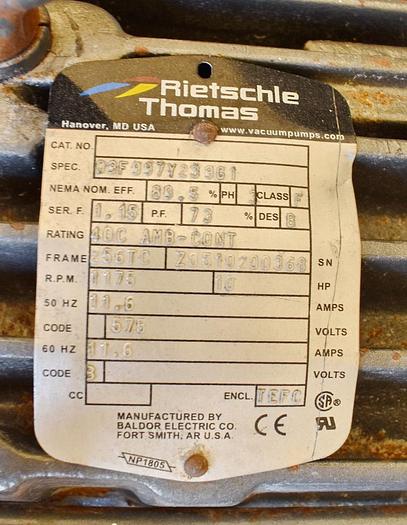 Rietschle
Thomas
Hanover, MD USA www.vacuumpumps.com
CAT. NO.
SPEC.
NEMA NOM. EFF. 89.5 % PH 3 CLASS F
SER. F. 1.15 P.F. 73 % DES B
RATING 40C AMB-CONT
FRAME 256TC SN
R.P.M. 1175 10 HP
50 HZ 11.6 AMPS
CODE 575 VOLTS
60 HZ 11.6 AMPS
CODE VOLTS
CC ENCL. TEFC SA
MANUFACTURED BY
BALDOR ELECTRIC CO.
FORT SMITH, AR U.S.A.
CE
NP1805